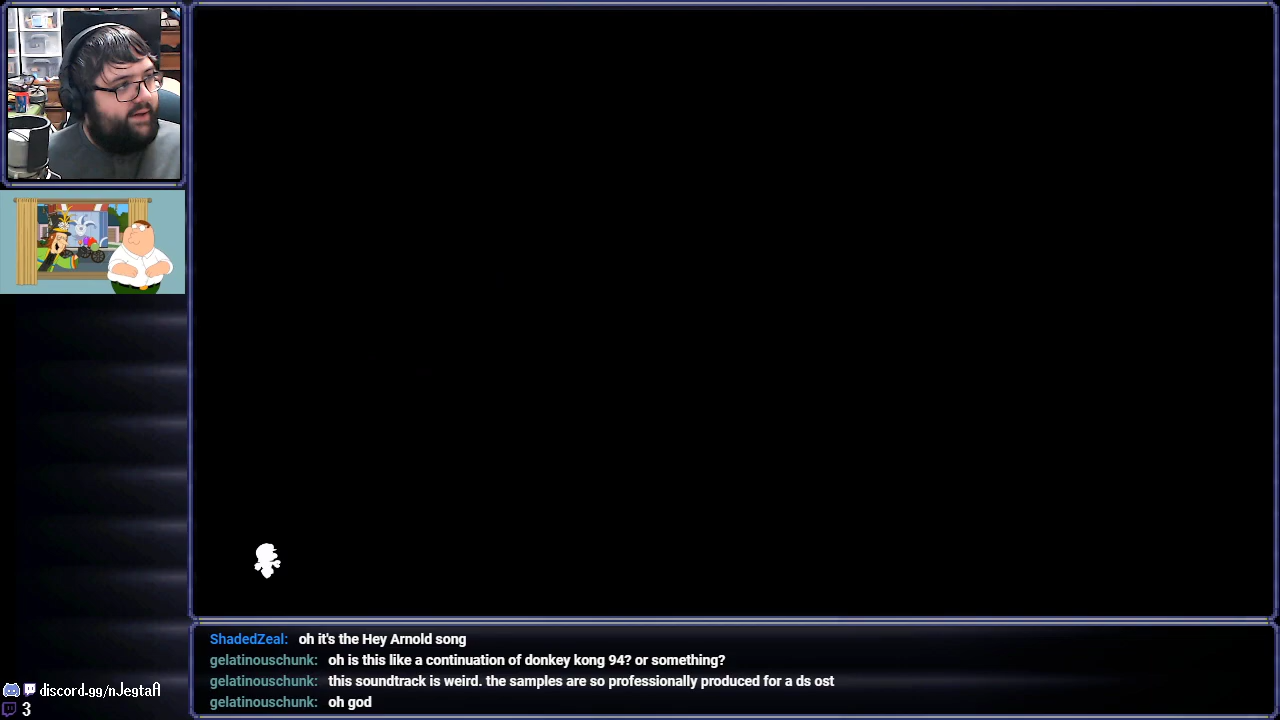 ShadedZeal: oh it's the Hey Arnold song
gelatinouschunk: oh is this like a continuation of donkey kong 94? or something?
gelatinouschunk: this soundtrack is weird. the samples are so professionally produced for a ds ost
gelatinouschunk: oh god
discord.gg/nJegtaA
3